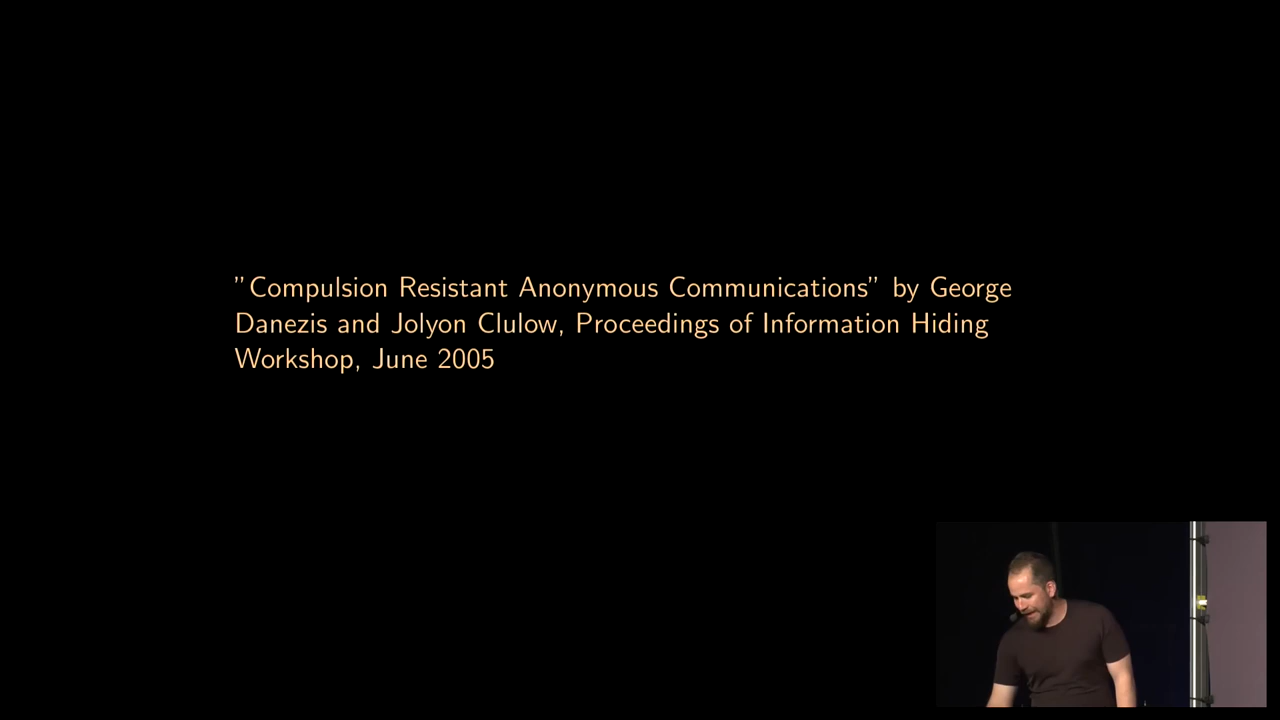 ”Compulsion Resistant Anonymous Communications” by George
Danezis and Jolyon Clulow, Proceedings of Information Hiding
Workshop, June 2005